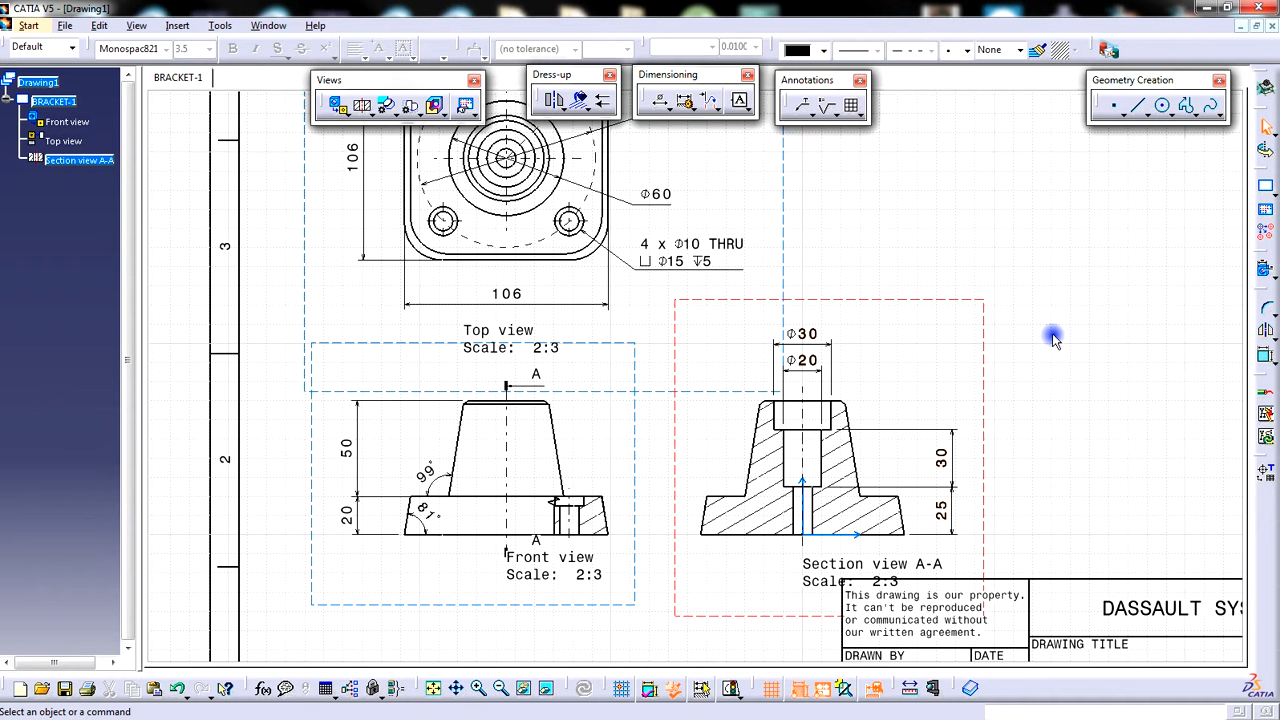 CATIA V5 - [Drawing1]
Start File Edit View Insert Tools Window Help
Default Monospac821 3.5 B I S (no tolerance) 0.010 None
BRACKET-1
Views
Dress-up
Dimensioning
Annotations
Geometry Creation
Drawing1
BRACKET-1
Front view
Top view
Section view A-A
3
106
Φ60
4 x Φ10 THRU
⌴ Φ15 ↧5
106
Top view
Scale: 2:3
A
50
99°
20
81°
A
Front view
Scale: 2:3
2
Φ30
Φ20
30
25
Section view A-A
Scale: 2:3
This drawing is our property.
It can't be reproduced
or communicated without
our written agreement.
DASSAULT SYS
DRAWING TITLE
DRAWN BY DATE
CATIA
Select an object or a command